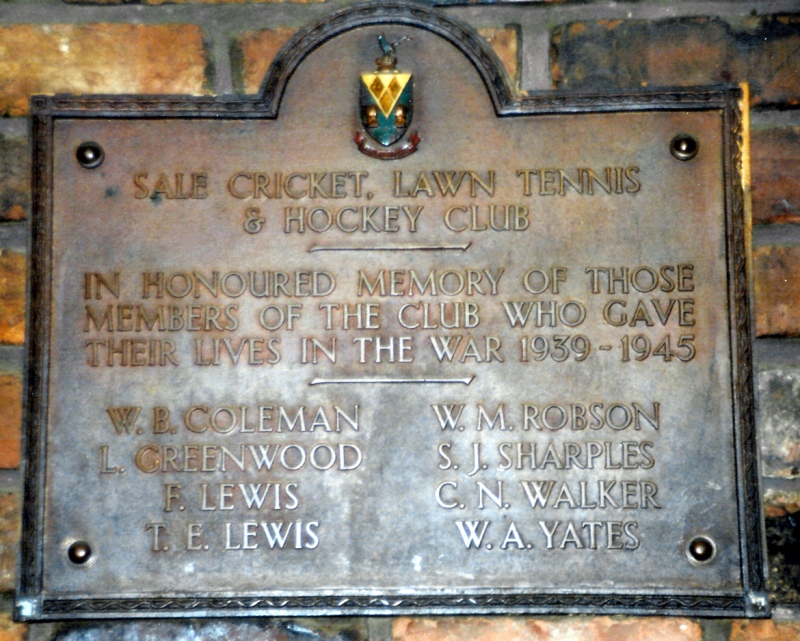 SALE CRICKET, LAWN TENNIS
& HOCKEY CLUB
IN HONOURED MEMORY OF THOSE
MEMBERS OF THE CLUB WHO GAVE
THEIR LIVES IN THE WAR 1939-1945
W. B. COLEMAN
L. GREENWOOD
F. LEWIS
T. E. LEWIS
W. M. ROBSON
S. J. SHARPLES
C. N. WALKER
W. A. YATES